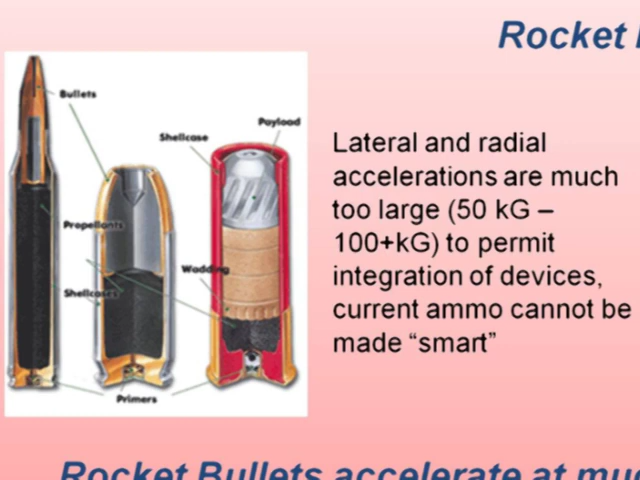 Rocket
Bullets
Payload
Shellcase
Lateral and radial
accelerations are much
too large (50 kG –
100+kG) to permit
integration of devices,
current ammo cannot be
made “smart”
Propellants
Wadding
Shellcases
Primers
Rocket Bullets accelerate at